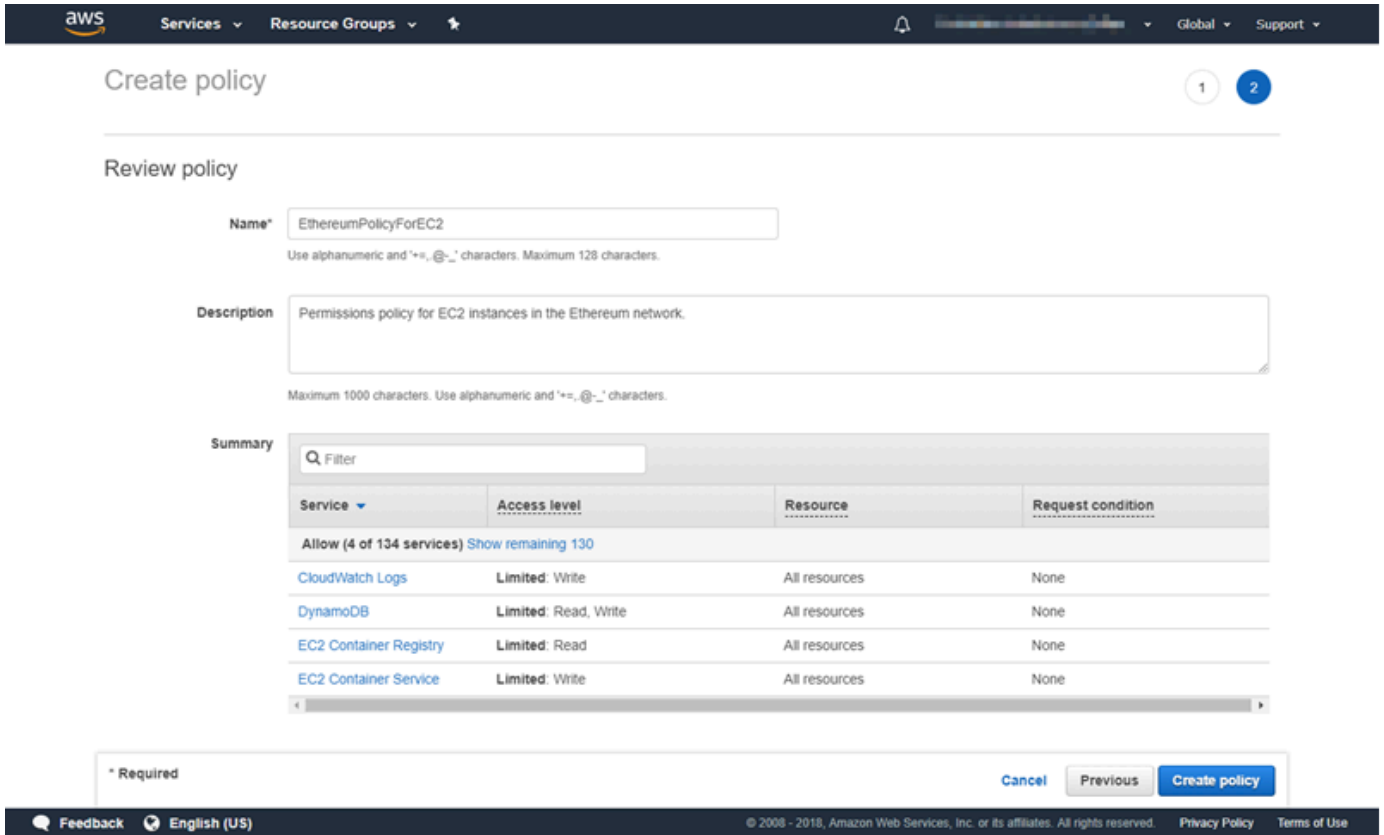 aws Services Resource Groups Global Support
Create policy 1 2
Review policy
Name* EthereumPolicyForEC2
Use alphanumeric and '+=,.@-_' characters. Maximum 128 characters.
Description Permissions policy for EC2 instances in the Ethereum network.
Maximum 1000 characters. Use alphanumeric and '+=,.@-_' characters.
Summary Filter
Service Access level Resource Request condition
Allow (4 of 134 services) Show remaining 130
CloudWatch Logs Limited: Write All resources None
DynamoDB Limited: Read, Write All resources None
EC2 Container Registry Limited: Read All resources None
EC2 Container Service Limited: Write All resources None
* Required Cancel Previous Create policy
Feedback English (US) © 2008 - 2018, Amazon Web Services, Inc. or its affiliates. All rights reserved. Privacy Policy Terms of Use